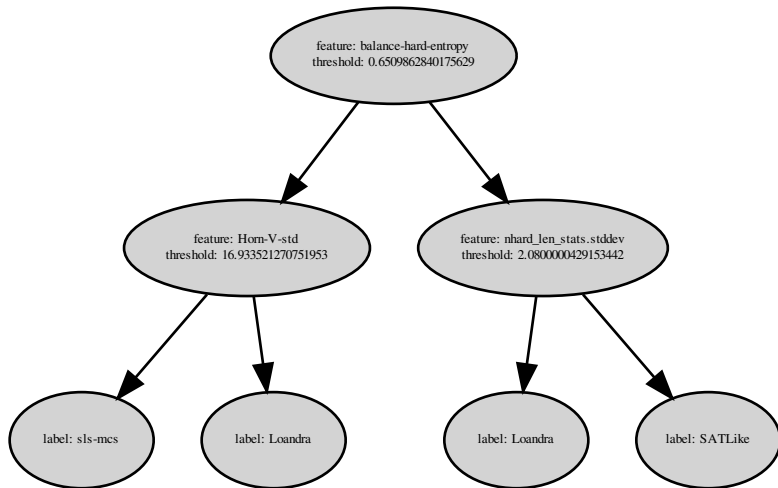 feature: balance-hard-entropy
threshold: 0.6509862840175629
feature: Horn-V-std
threshold: 16.933521270751953
feature: nhard_len_stats.stddev
threshold: 2.0800000429153442
label: sls-mcs
label: Loandra
label: Loandra
label: SATLike